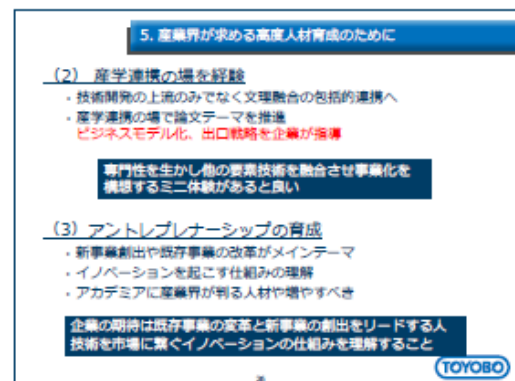 5. 産業界が求める高度人材育成のために
（2） 産学連携の場を経験
・技術開発の上流のみでなく文理融合の包括的連携へ
・産学連携の場で論文テーマを推進
ビジネスモデル化、出口戦略を企業が指導
専門性を生かし他の要素技術を融合させ事業化を
構想するミニ体験があると良い
（3）アントレプレナーシップの育成
・新事業創出や既存事業の改革がメインテーマ
・イノベーションを起こす仕組みの理解
・アカデミアに産業界が判る人材や増やすべき
企業の期待は既存事業の変革と新事業の創出をリードする人
技術を市場に繋ぐイノベーションの仕組みを理解すること
TOYOBO